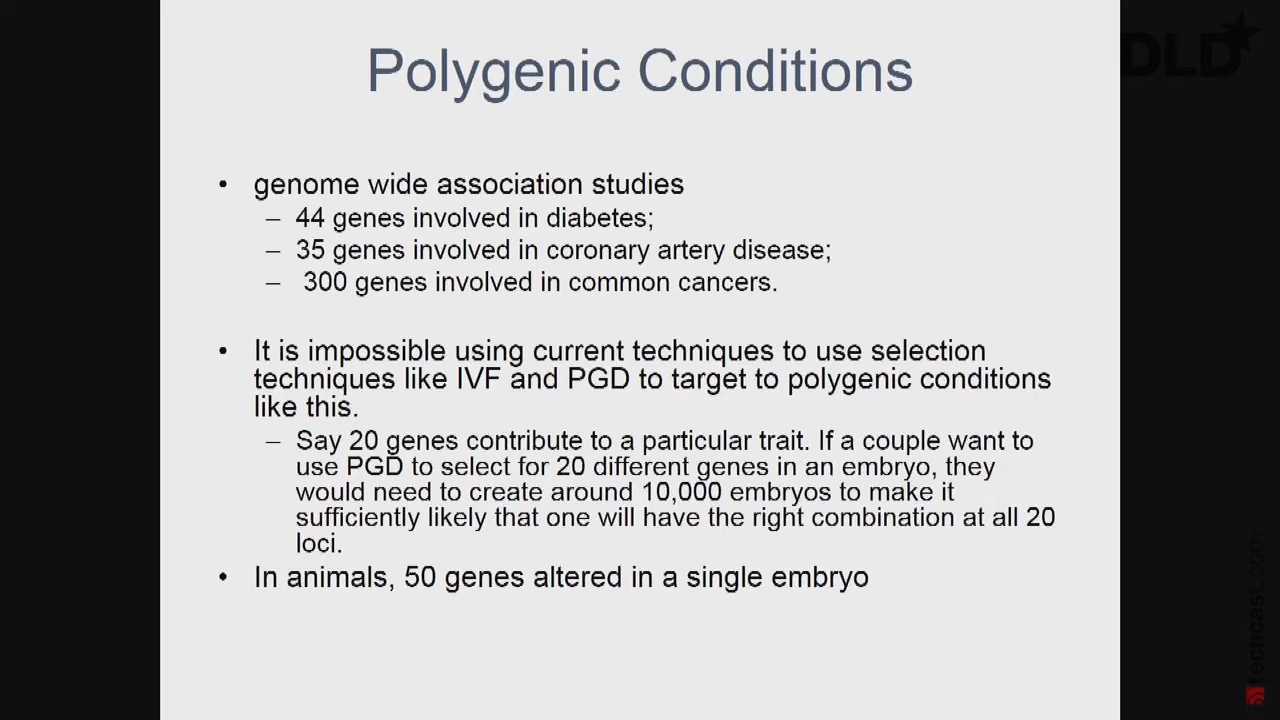 DLD
Polygenic Conditions
• genome wide association studies
– 44 genes involved in diabetes;
– 35 genes involved in coronary artery disease;
– 300 genes involved in common cancers.
• It is impossible using current techniques to use selection
techniques like IVF and PGD to target to polygenic conditions
like this.
– Say 20 genes contribute to a particular trait. If a couple want to
use PGD to select for 20 different genes in an embryo, they
would need to create around 10,000 embryos to make it
sufficiently likely that one will have the right combination at all 20
loci.
• In animals, 50 genes altered in a single embryo
techcast.com